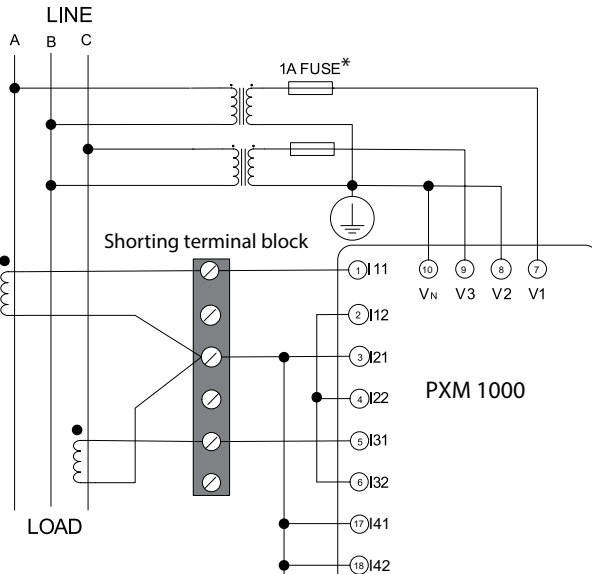 LINE
A B C
1A FUSE*
Shorting terminal block
1 I11
10 9 8 7
VN V3 V2 V1
2 I12
3 I21
4 I22
PXM 1000
5 I31
6 I32
17 I41
LOAD
18 I42